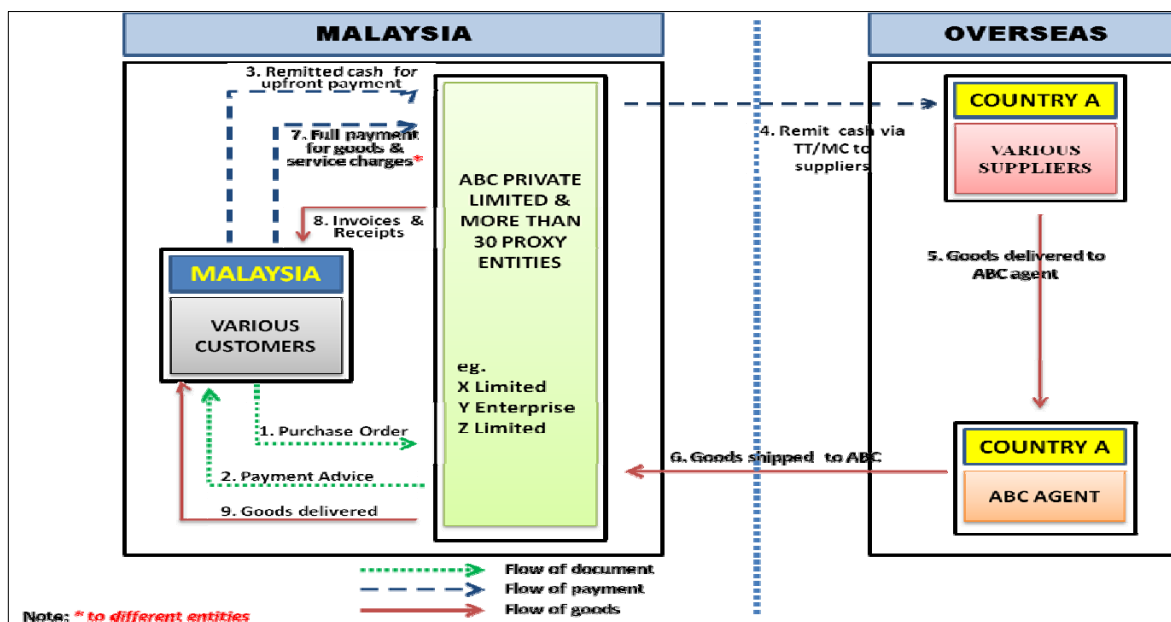 MALAYSIA
OVERSEAS
3. Remitted cash for
upfront payment
7. Full payment
for goods &
service charges*
8. Invoices &
Receipts
MALAYSIA
VARIOUS
CUSTOMERS
1. Purchase Order
2. Payment Advice
9. Goods delivered
ABC PRIVATE
LIMITED &
MORE THAN
30 PROXY
ENTITIES
eg.
X Limited
Y Enterprise
Z Limited
4. Remit cash via
TT/MC to
suppliers
COUNTRY A
VARIOUS
SUPPLIERS
5. Goods delivered to
ABC agent
6. Goods shipped to ABC
COUNTRY A
ABC AGENT
Flow of document
Flow of payment
Flow of goods
Note: * to different entities